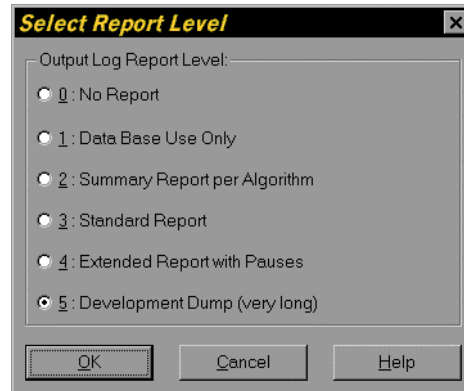 Select Report Level
Output Log Report Level:
0 : No Report
1 : Data Base Use Only
2 : Summary Report per Algorithm
3 : Standard Report
4 : Extended Report with Pauses
5 : Development Dump (very long)
OK Cancel Help